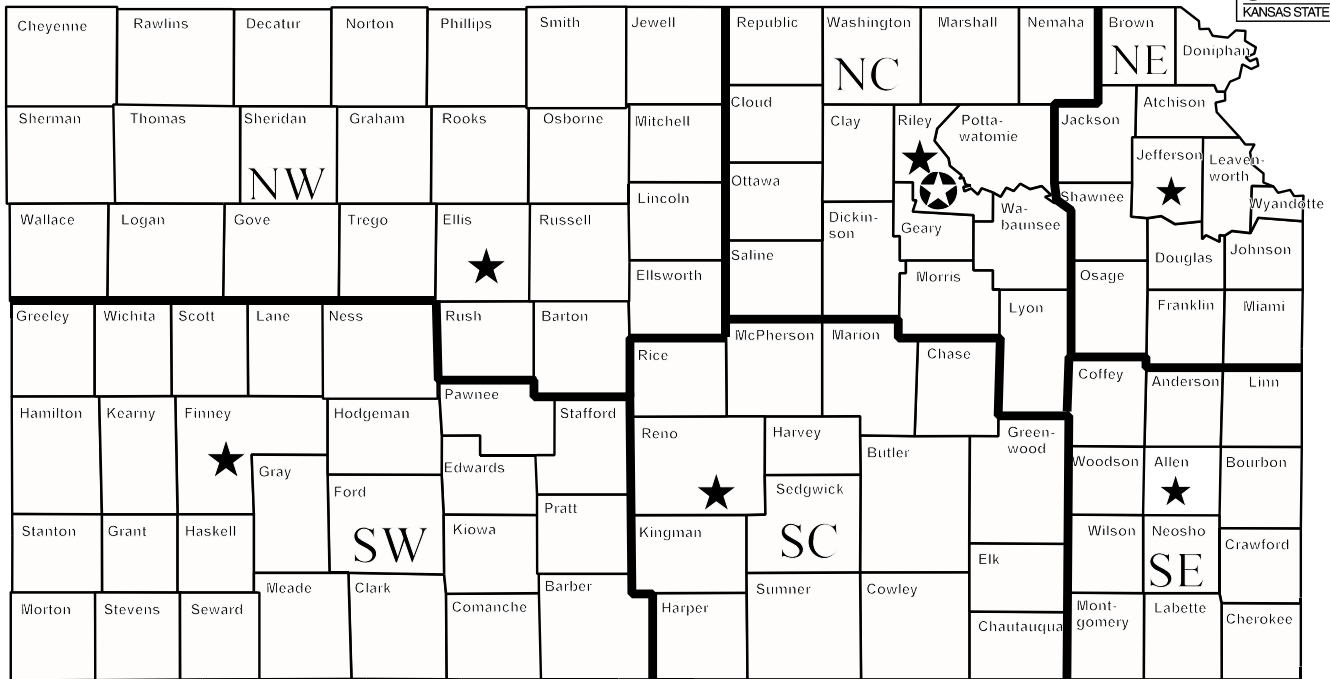 KANSAS STATE
Cheyenne
Rawlins
Decatur
Norton
Phillips
Smith
Jewell
Republic
Washington
Marshall
Nemaha
Brown
Doniphan
NC
NE
Sherman
Thomas
Sheridan
Graham
Rooks
Osborne
Mitchell
Cloud
Clay
Riley
Potta-
watomie
Jackson
Atchison
NW
Lincoln
Ottawa
Jefferson
Leaven-
worth
Shawnee
Wyandotte
Wallace
Logan
Gove
Trego
Ellis
Russell
Ellsworth
Saline
Dickin-
son
Geary
Wa-
baunsee
Morris
Osage
Douglas
Johnson
Greeley
Wichita
Scott
Lane
Ness
Rush
Barton
Rice
McPherson
Marion
Chase
Lyon
Franklin
Miami
Coffey
Anderson
Linn
Hamilton
Kearny
Finney
Hodgeman
Pawnee
Stafford
Reno
Harvey
Butler
Green-
wood
Woodson
Allen
Bourbon
Gray
Ford
Edwards
Sedgwick
Pratt
Stanton
Grant
Haskell
SW
Kiowa
Kingman
SC
Elk
Wilson
Neosho
SE
Crawford
Meade
Clark
Barber
Sumner
Cowley
Morton
Stevens
Seward
Comanche
Harper
Chautauqua
Mont-
gomery
Labette
Cherokee